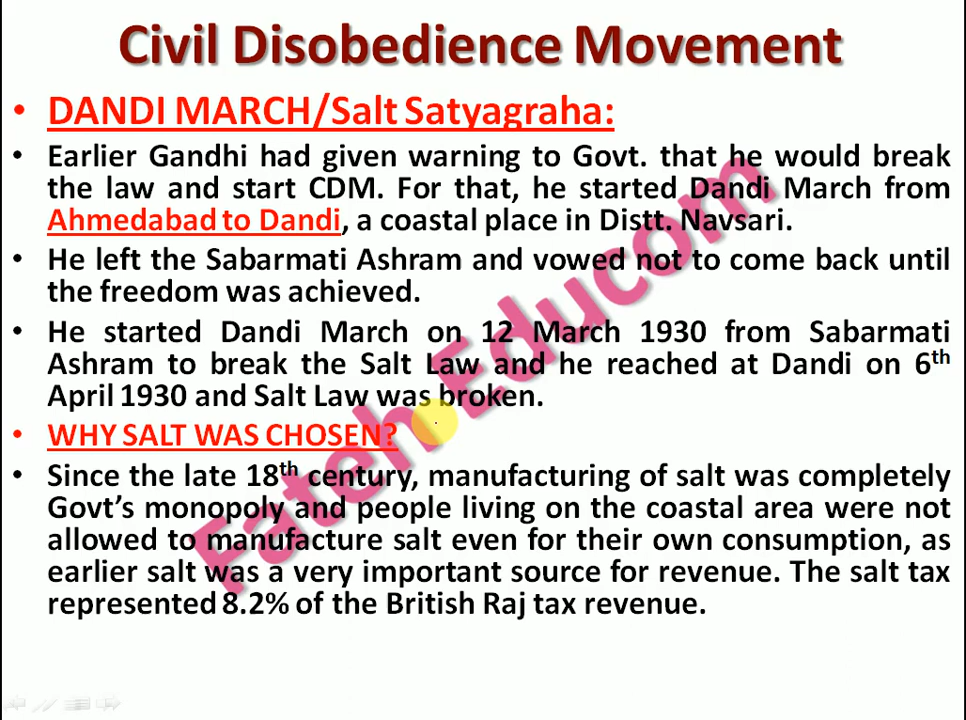 Civil Disobedience Movement
• DANDI MARCH/Salt Satyagraha:
• Earlier Gandhi had given warning to Govt. that he would break
the law and start CDM. For that, he started Dandi March from
Ahmedabad to Dandi, a coastal place in Distt. Navsari.
• He left the Sabarmati Ashram and vowed not to come back until
the freedom was achieved.
• He started Dandi March on 12 March 1930 from Sabarmati
Ashram to break the Salt Law and he reached at Dandi on 6th
April 1930 and Salt Law was broken.
• WHY SALT WAS CHOSEN?
• Since the late 18th century, manufacturing of salt was completely
Govt's monopoly and people living on the coastal area were not
allowed to manufacture salt even for their own consumption, as
earlier salt was a very important source for revenue. The salt tax
represented 8.2% of the British Raj tax revenue.
Fateh Educom